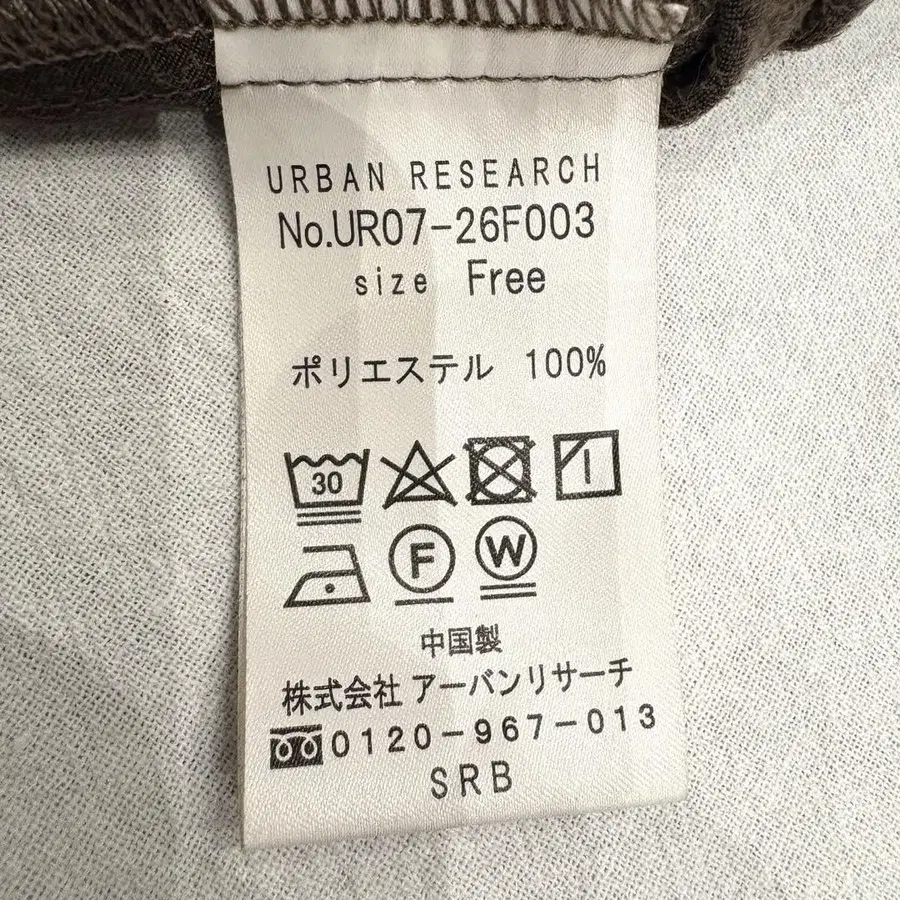 URBAN RESEARCH
No.UR07-26F003
size Free
ポリエステル 100%
30
F W
中国製
株式会社 アーバンリサーチ
0120-967-013
SRB